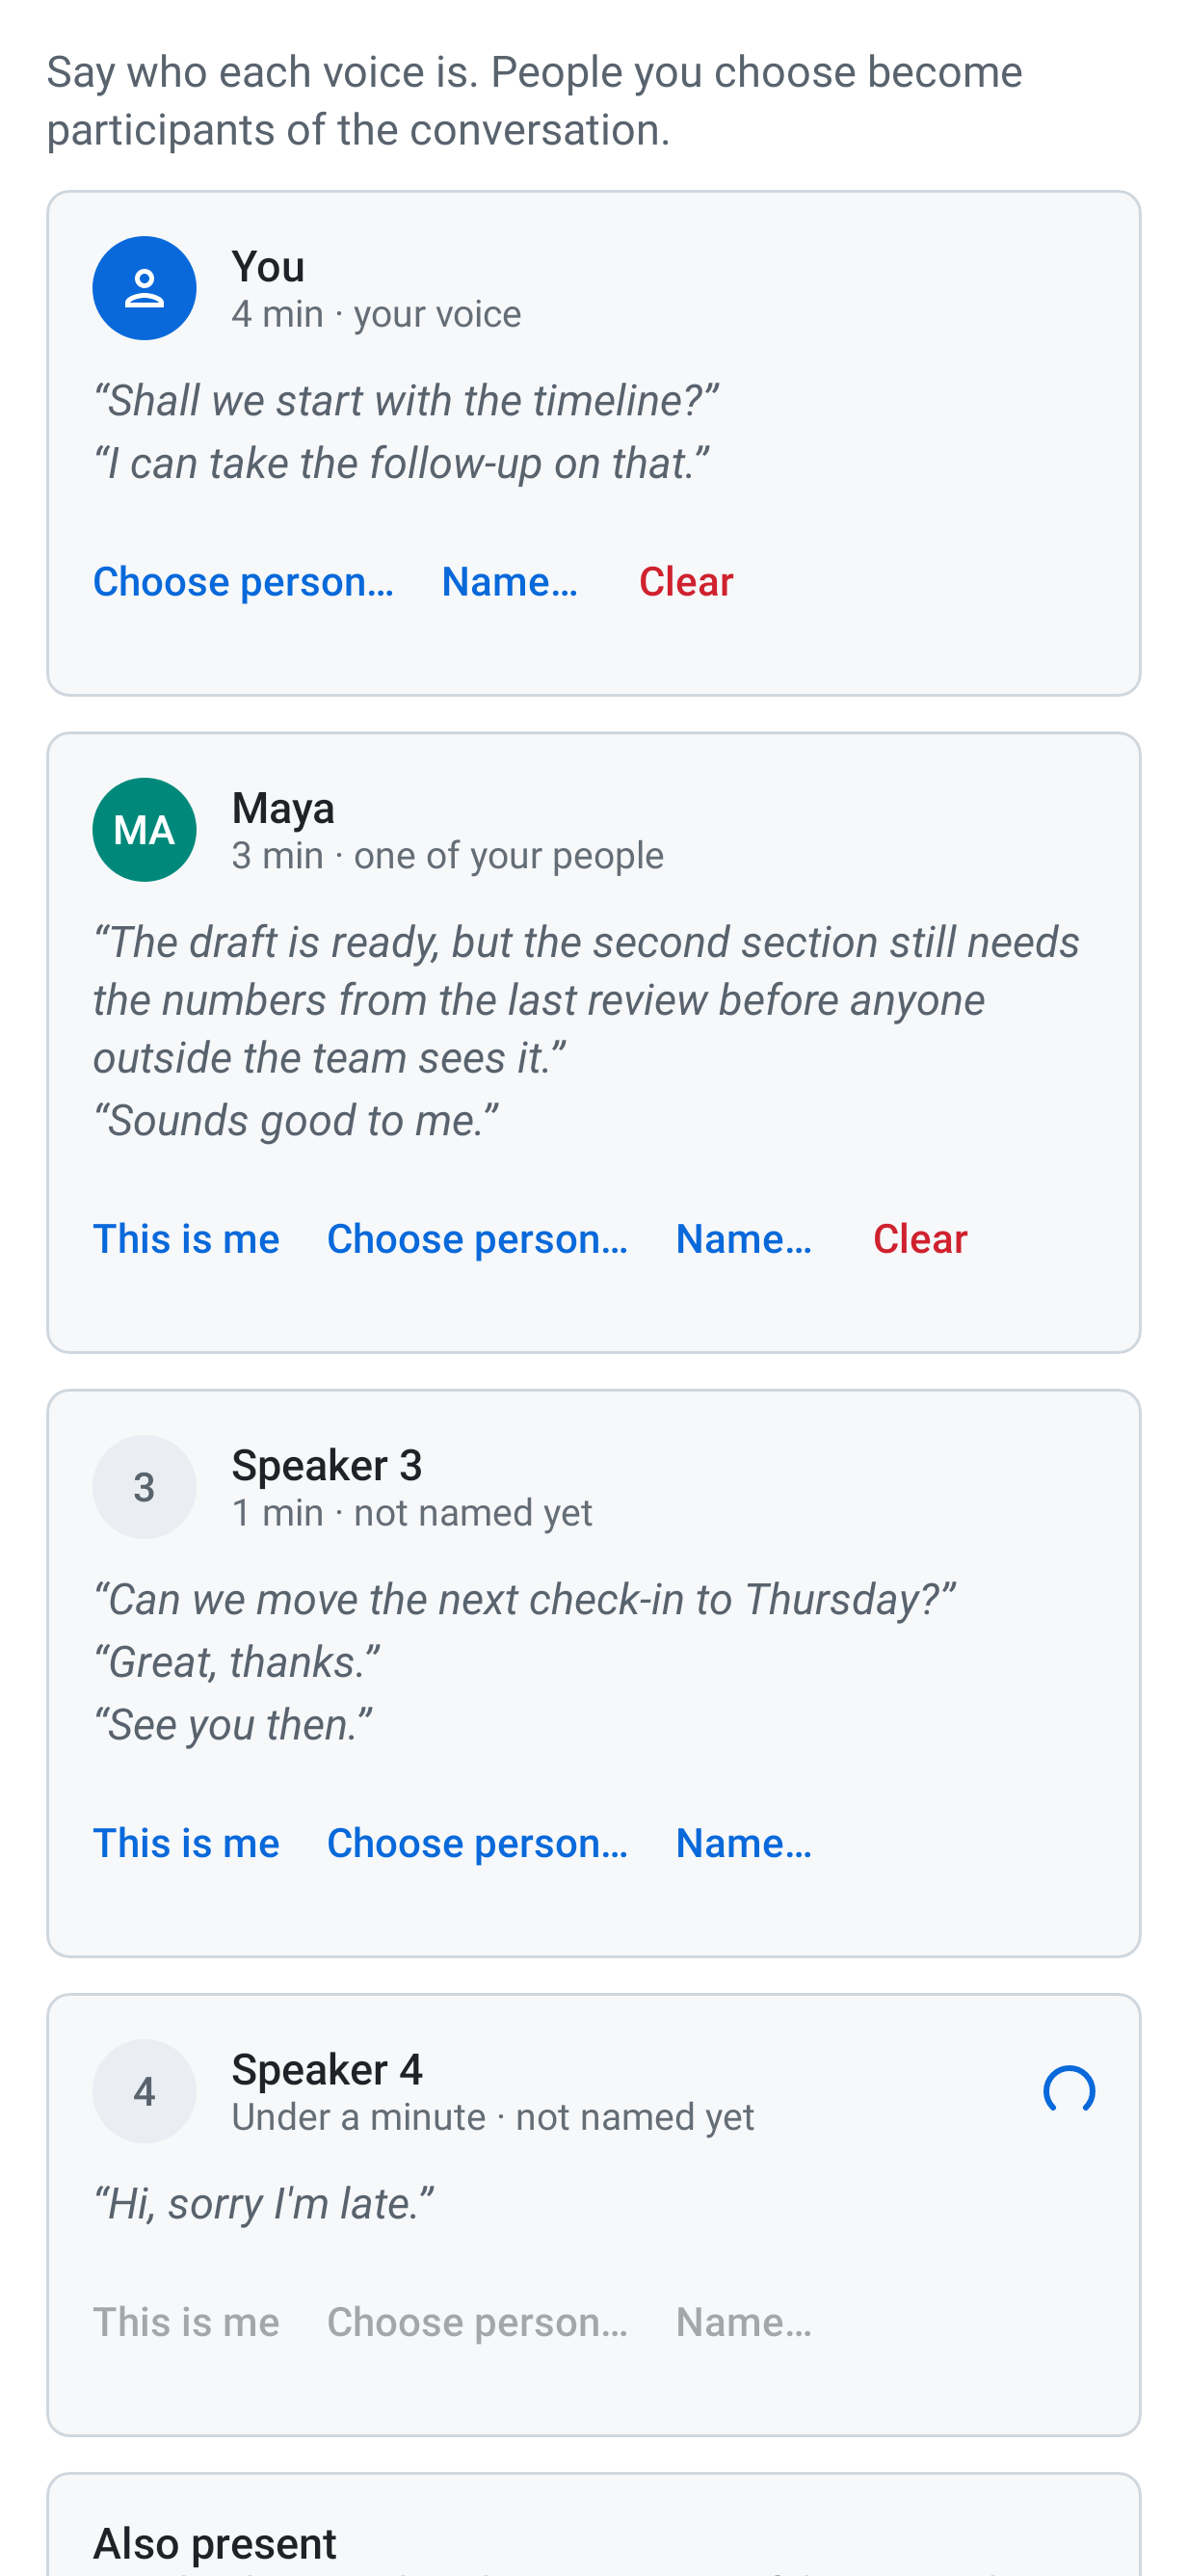 Say who each voice is. People you choose become
participants of the conversation.
You
4 min · your voice
“Shall we start with the timeline?”
“I can take the follow-up on that.”
Choose person… Name… Clear
MA
Maya
3 min · one of your people
“The draft is ready, but the second section still needs
the numbers from the last review before anyone
outside the team sees it.”
“Sounds good to me.”
This is me Choose person… Name… Clear
3
Speaker 3
1 min · not named yet
“Can we move the next check-in to Thursday?”
“Great, thanks.”
“See you then.”
This is me Choose person… Name…
4
Speaker 4
Under a minute · not named yet
“Hi, sorry I'm late.”
This is me Choose person… Name…
Also present